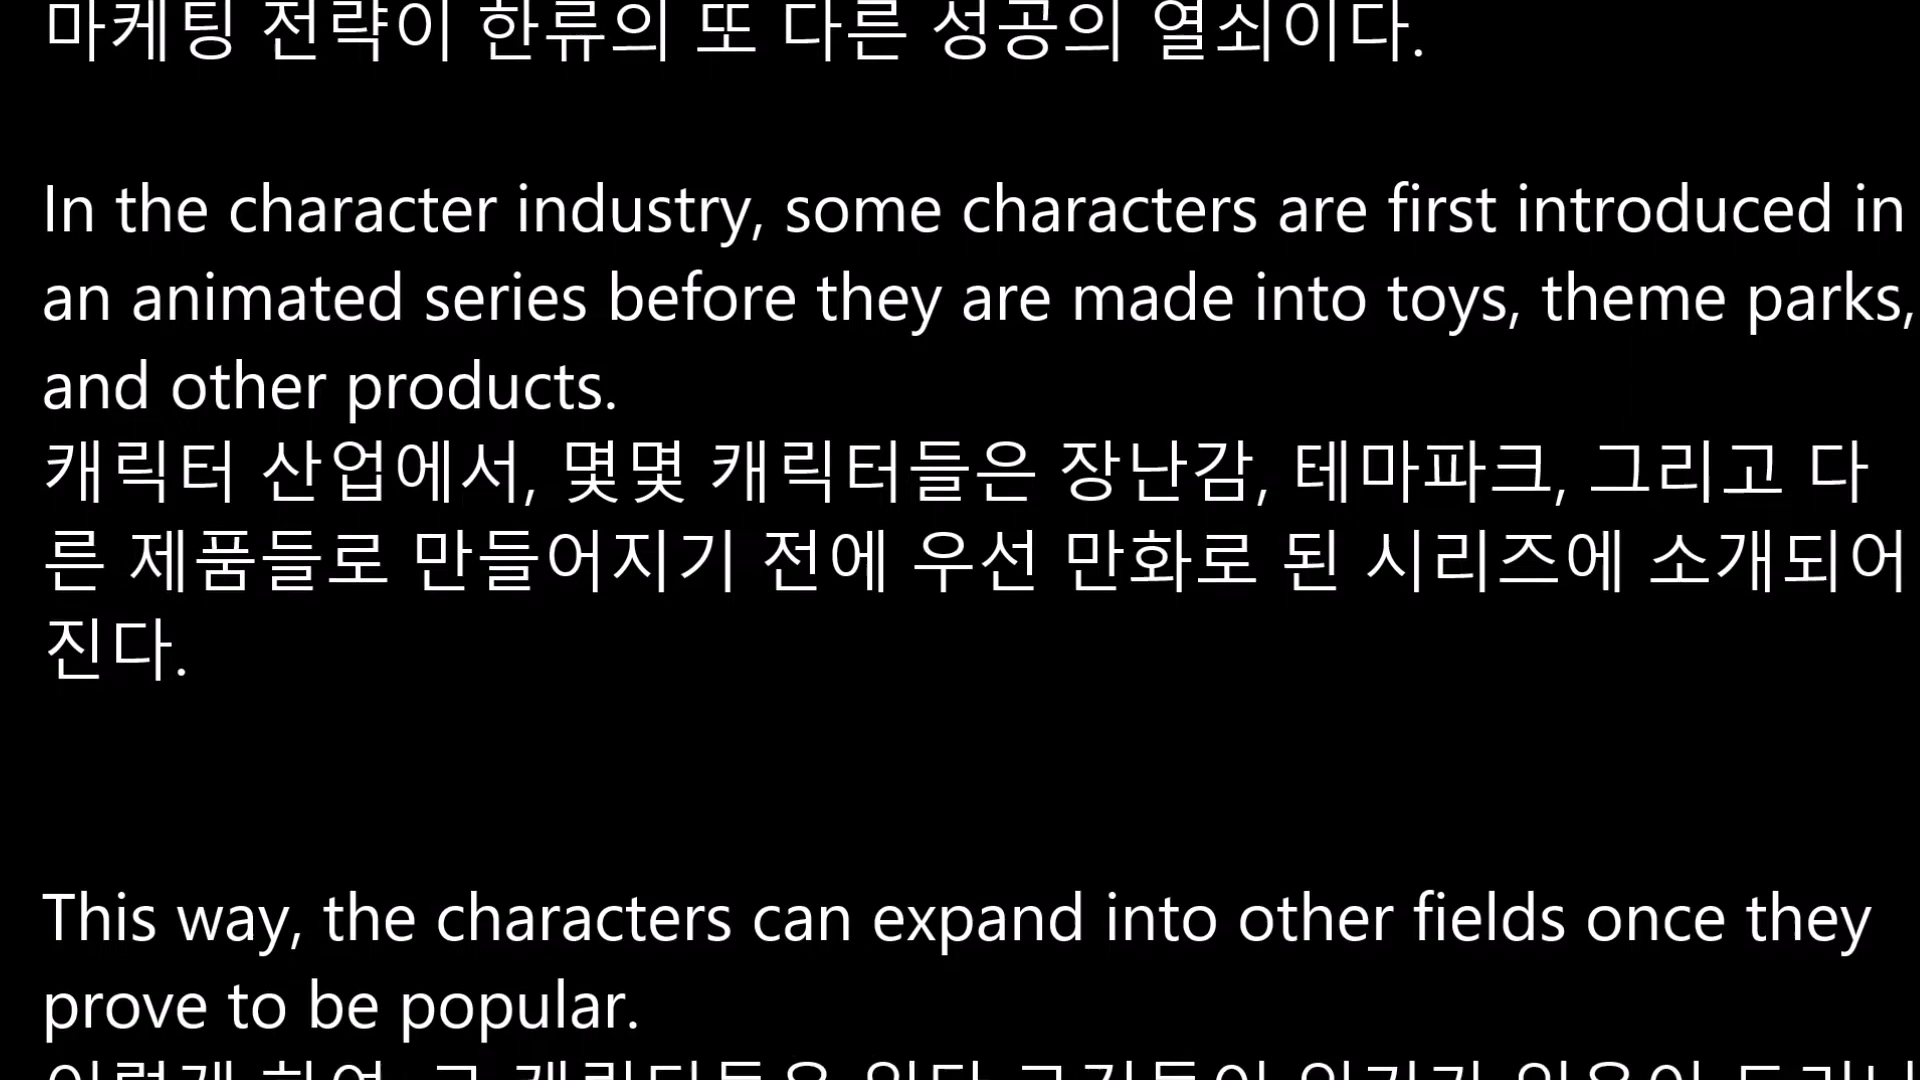 마케팅 전략이 한류의 또 다른 성공의 열쇠이다.
In the character industry, some characters are first introduced in
an animated series before they are made into toys, theme parks,
and other products.
캐릭터 산업에서, 몇몇 캐릭터들은 장난감, 테마파크, 그리고 다
른 제품들로 만들어지기 전에 우선 만화로 된 시리즈에 소개되어
진다.
This way, the characters can expand into other fields once they
prove to be popular.